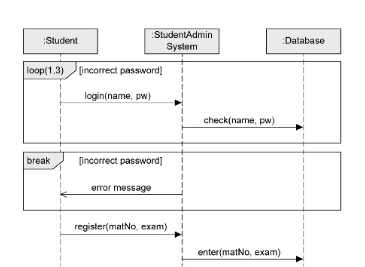 :Student
:StudentAdmin
System
:Database
loop(1,3)
[incorrect password]
login(name, pw)
check(name, pw)
break
[incorrect password]
error message
register(matNo, exam)
enter(matNo, exam)